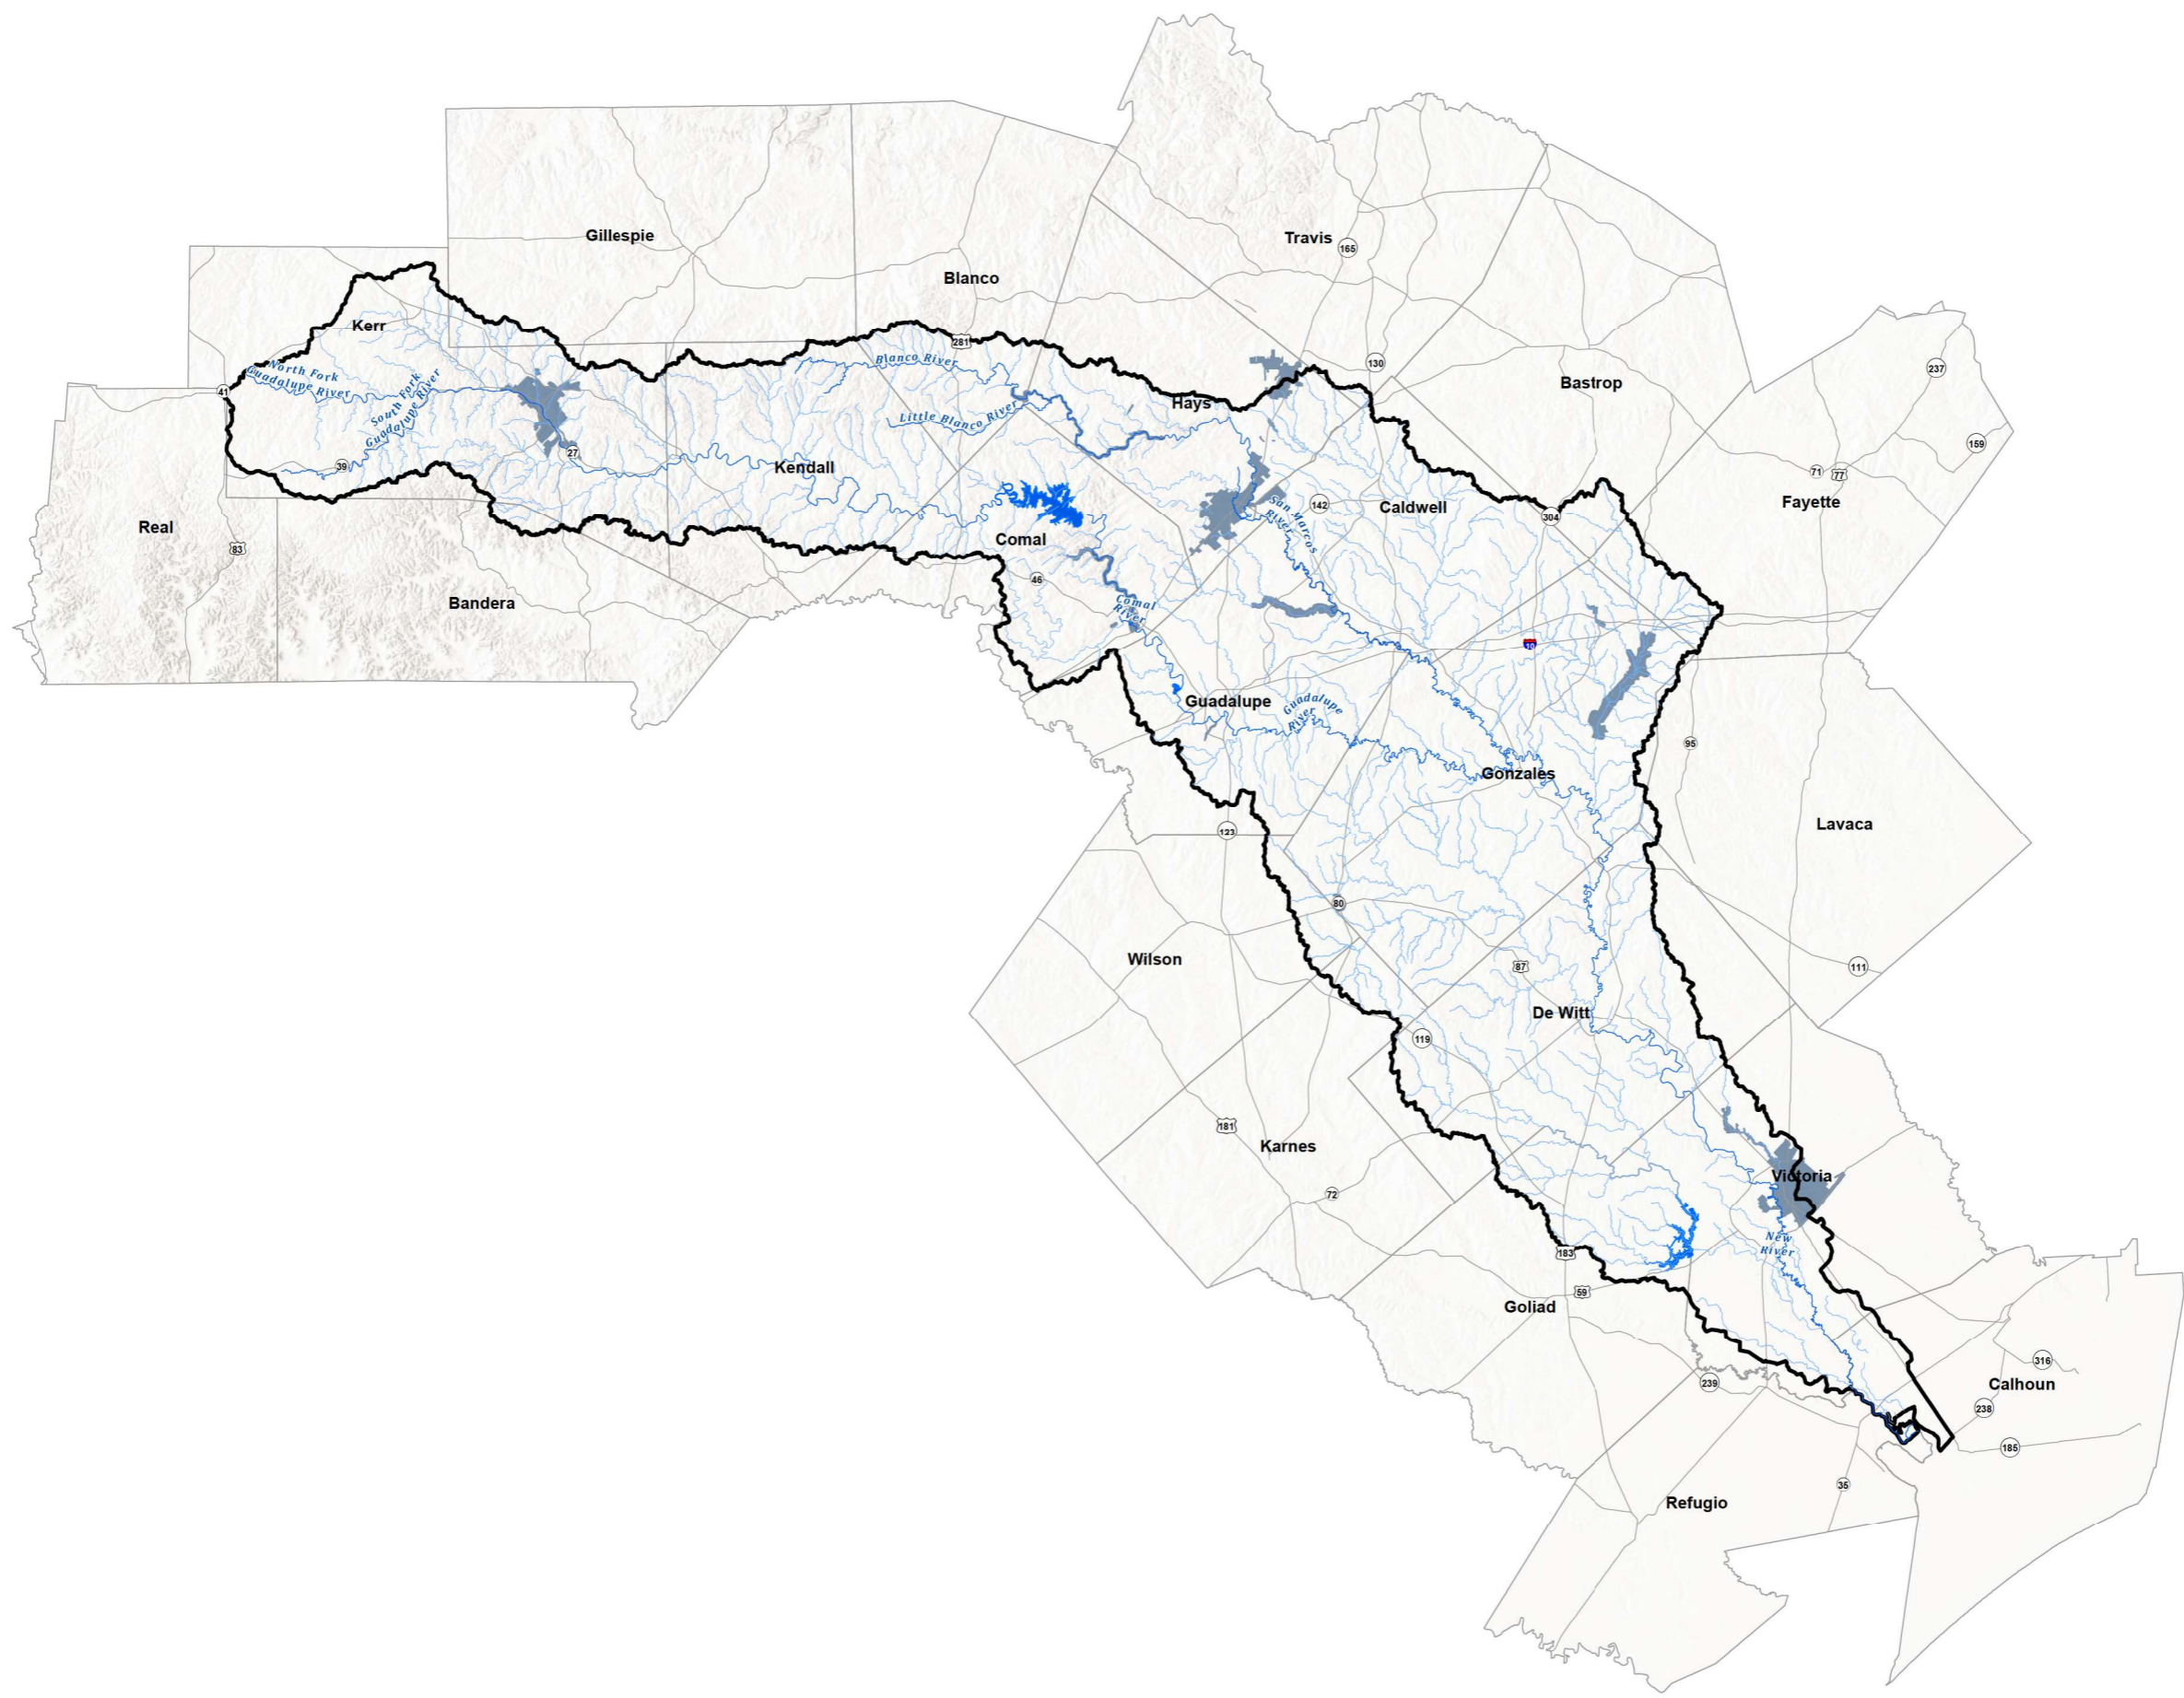 Travis
165
Gillespie
Blanco
Kerr
281
130
237
Bastrop
North Fork
Guadalupe River
South Fork
Guadalupe River
Blanco River
Little Blanco River
Hays
41
39
27
Kendall
159
71
77
Fayette
142
Caldwell
304
San Marcos
River
Real
83
Comal
46
Bandera
Comal
River
10
Guadalupe
Guadalupe
River
95
Gonzales
123
Lavaca
80
Wilson
87
111
De Witt
119
181
Karnes
72
Victoria
New
River
183
59
Goliad
239
316
Calhoun
238
185
35
Refugio